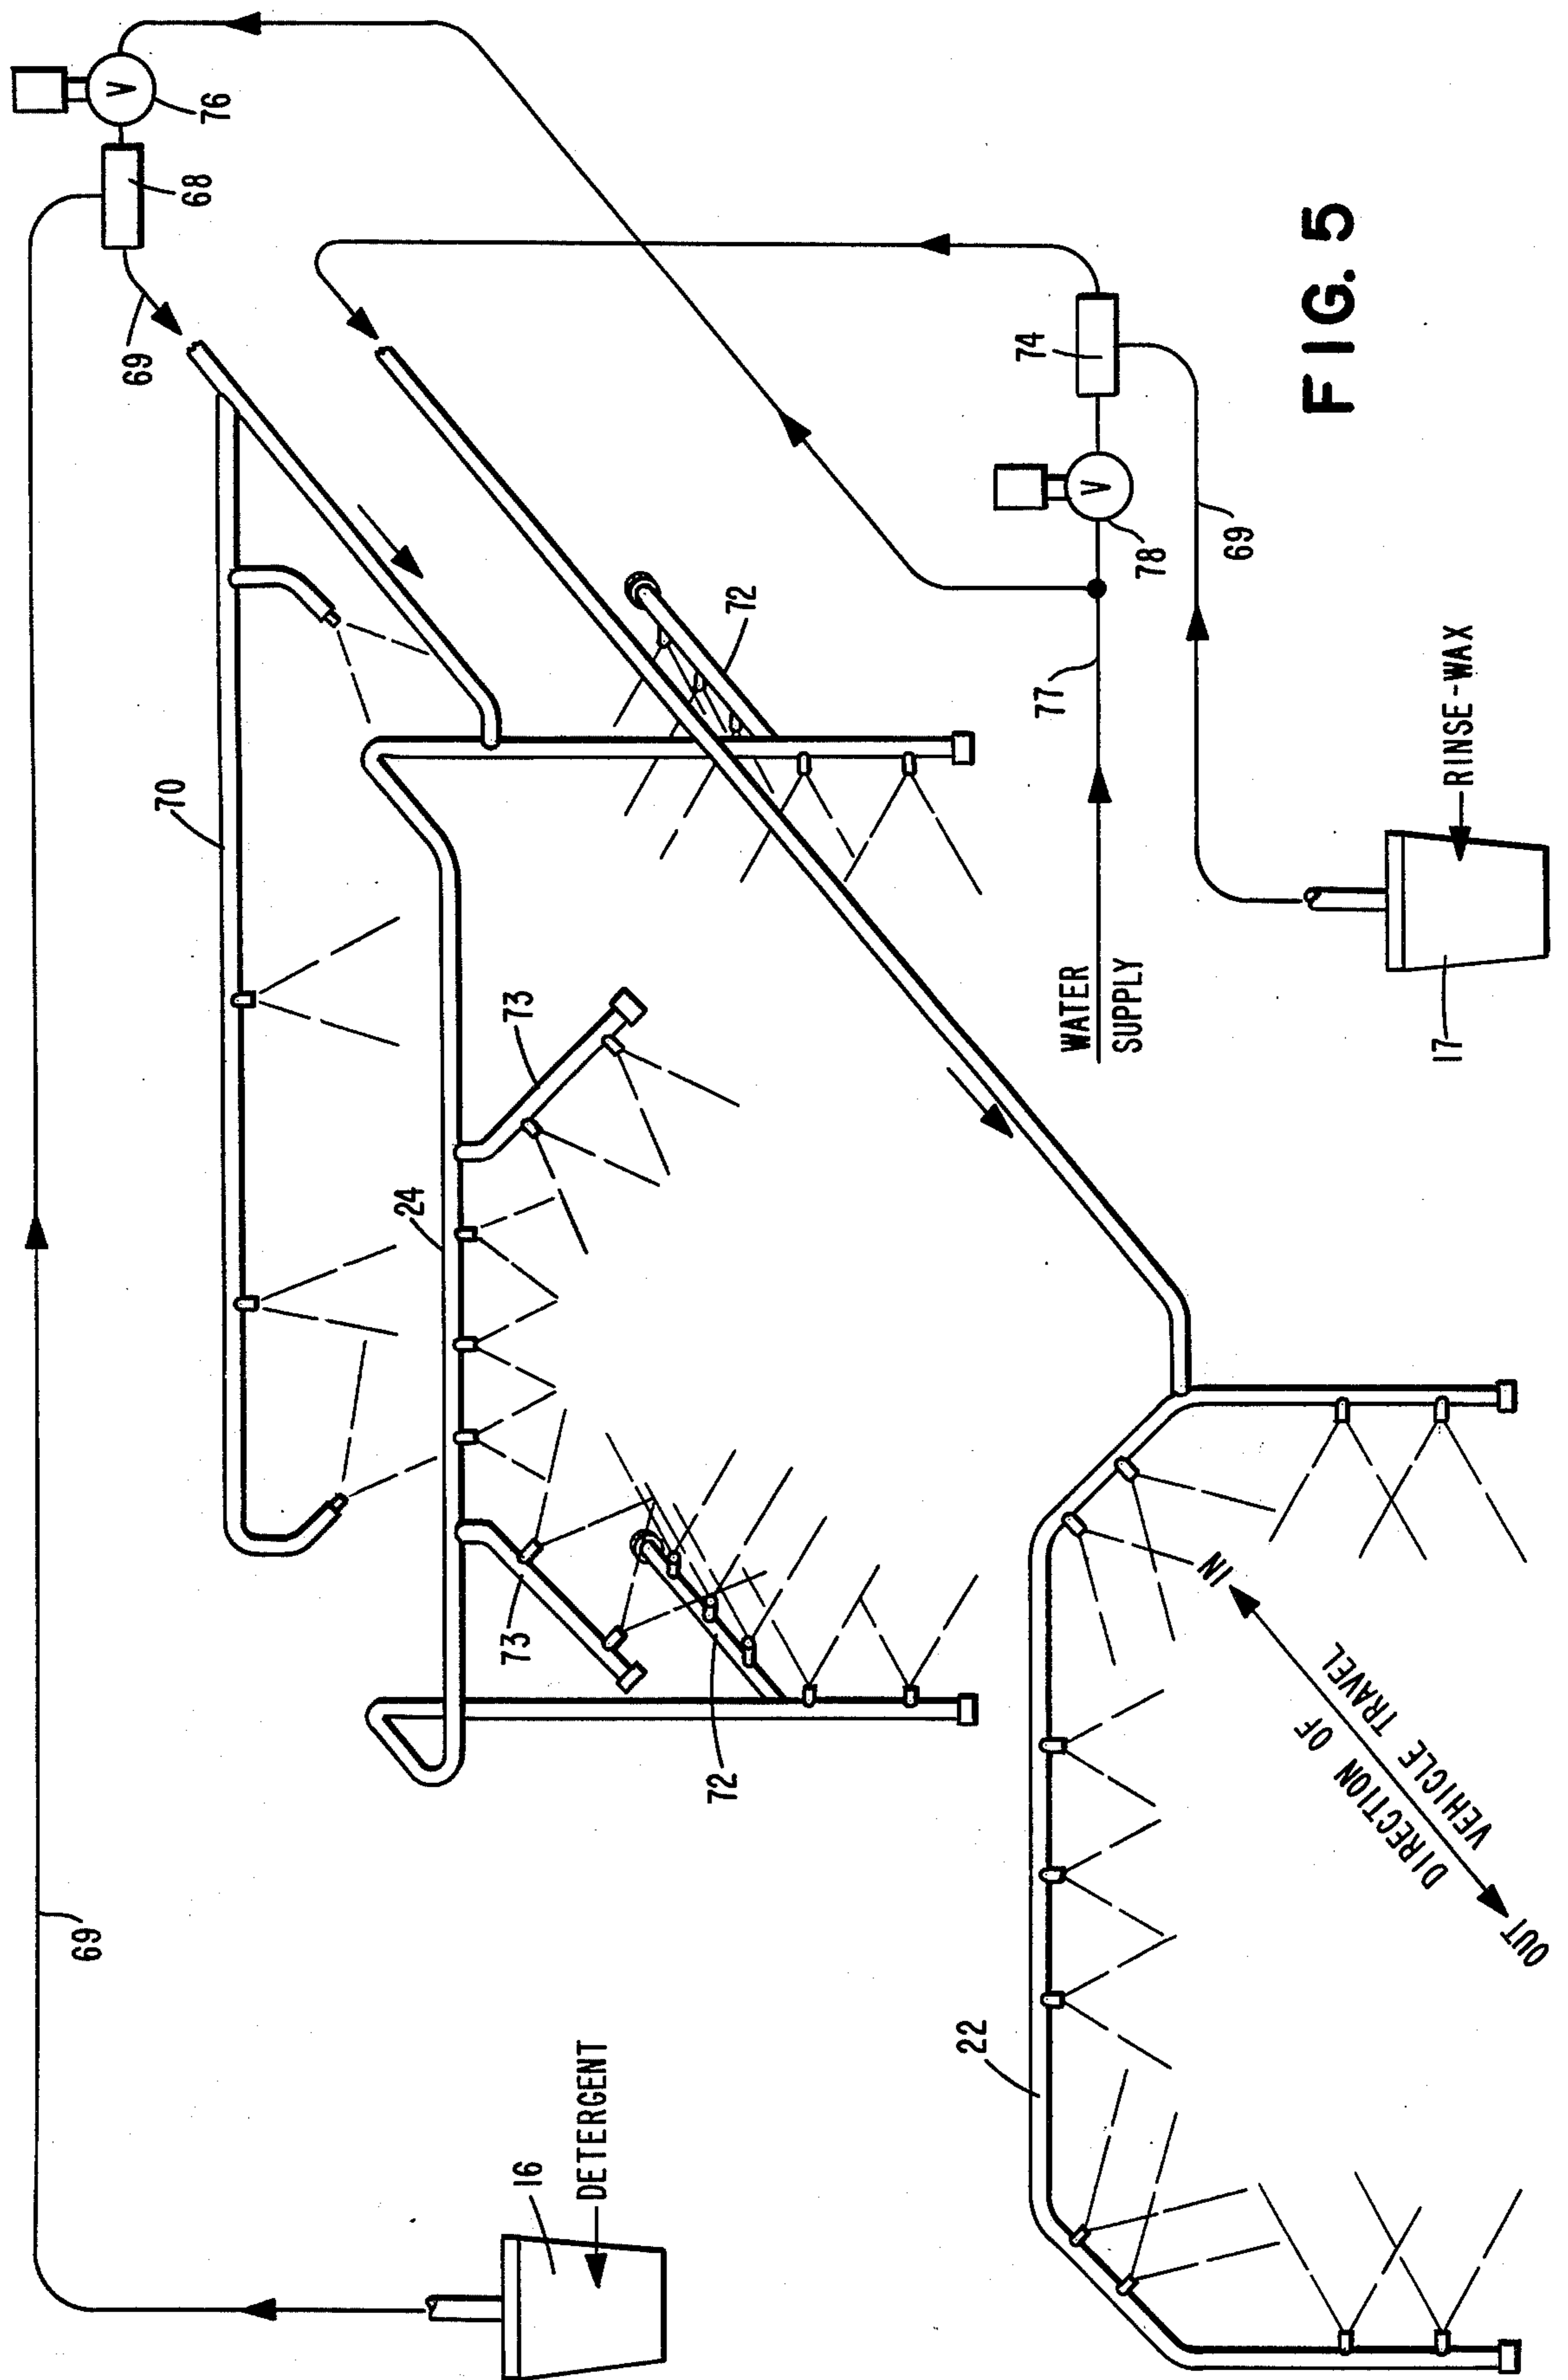 69
V
76
68
69
70
72
24
73
73
72
16
DETERGENT
22
WATER
SUPPLY
77
V
78
74
69
RINSE-WAX
17
IN
DIRECTION OF
VEHICLE TRAVEL
OUT
FIG. 5